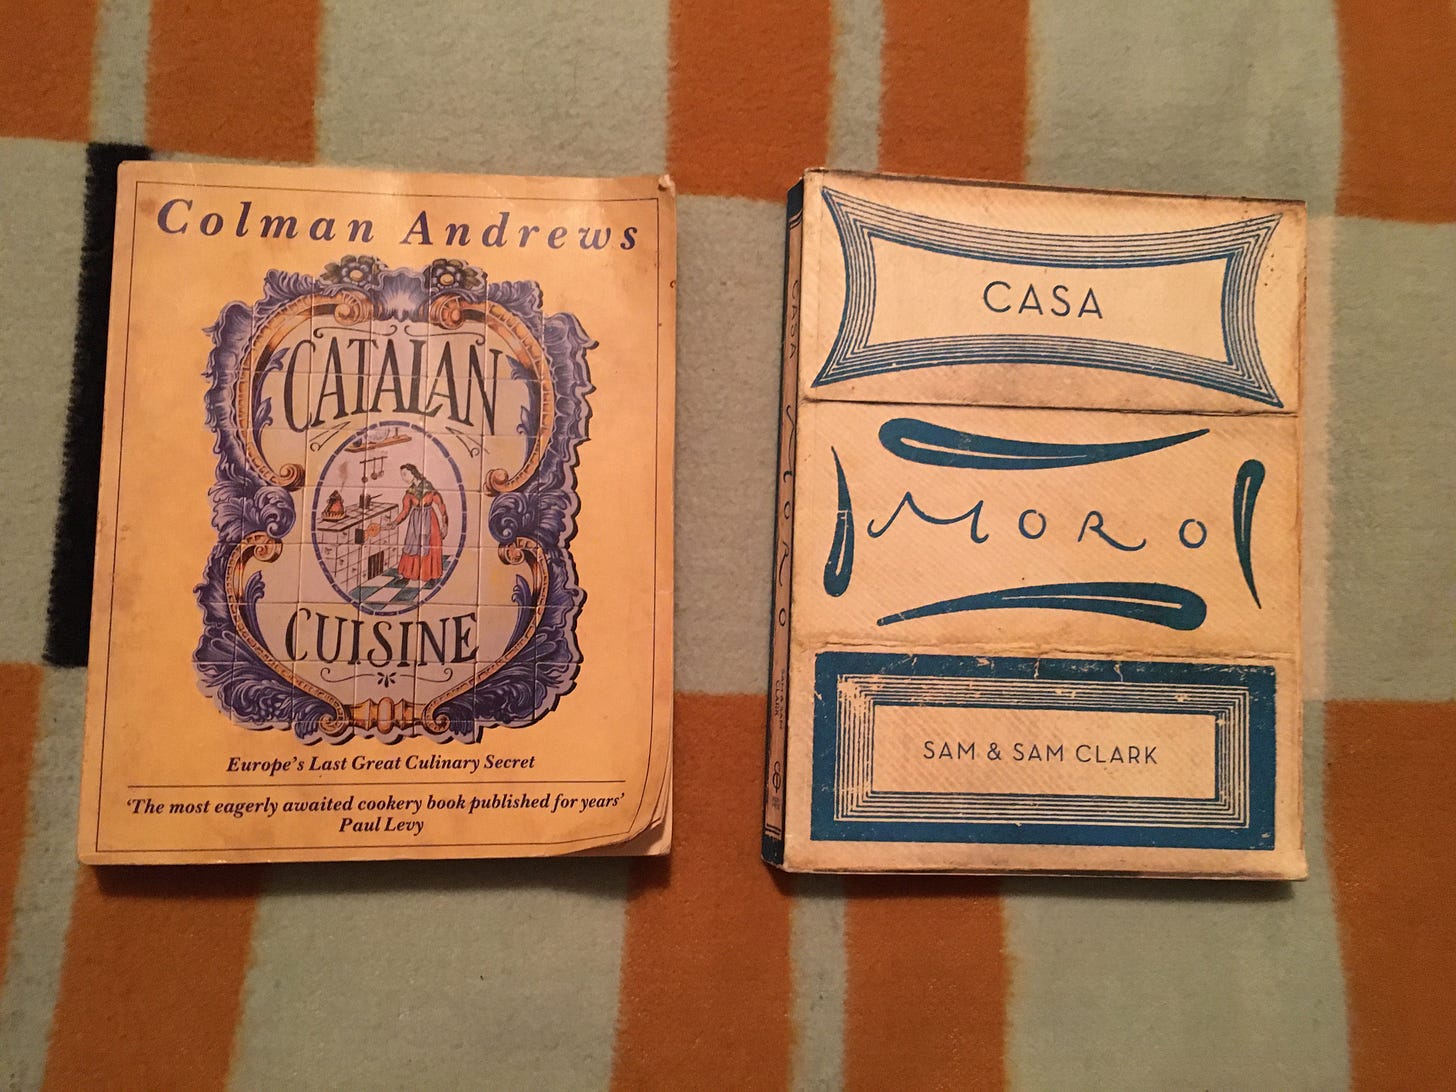 Colman Andrews
CATALAN
CUISINE
Europe's Last Great Culinary Secret
'The most eagerly awaited cookery book published for years'
Paul Levy
CASA
MORO
CASA
MORO
SAM & SAM CLARK